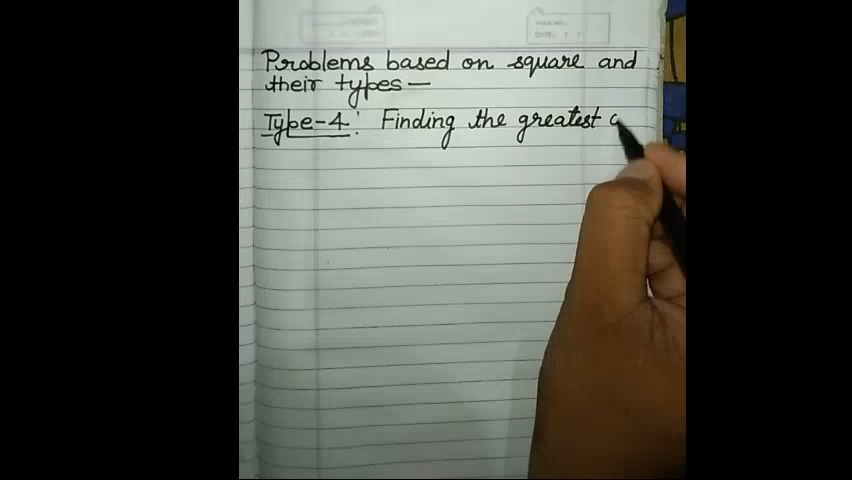 Problems based on square and
their types —
Type-4: Finding the greatest